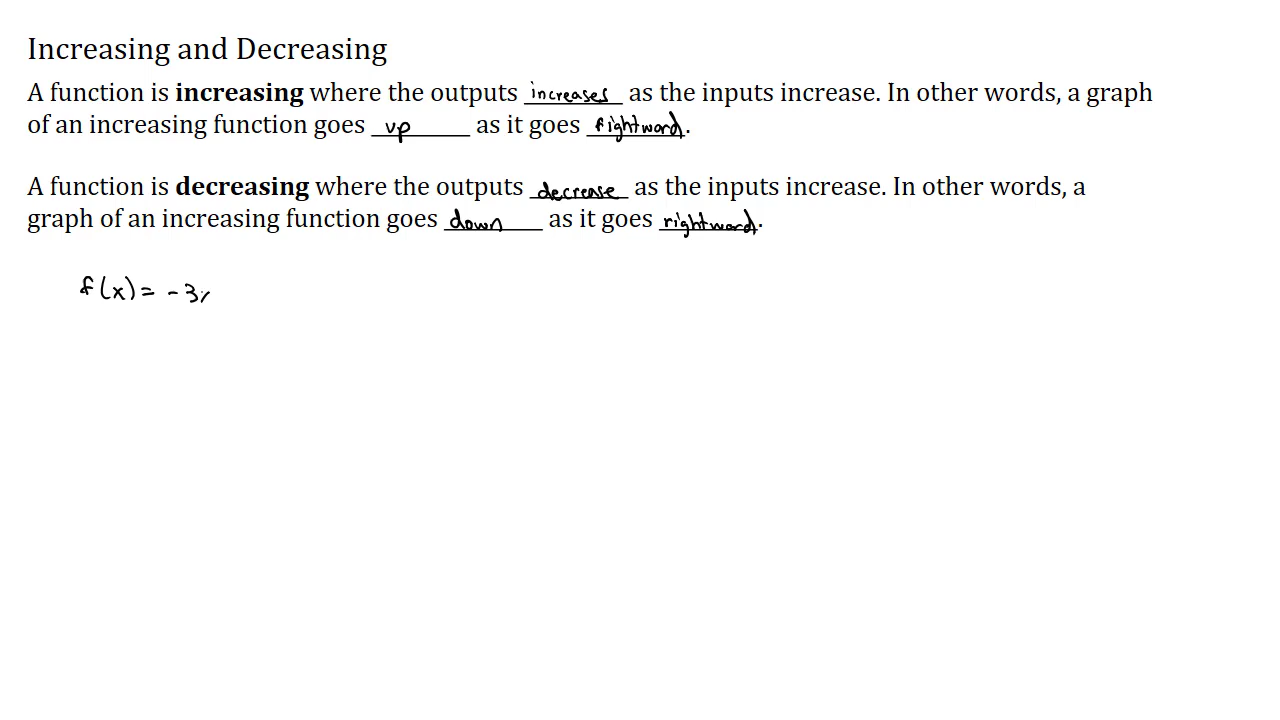 Increasing and Decreasing
A function is increasing where the outputs increases as the inputs increase. In other words, a graph
of an increasing function goes up as it goes rightward.
A function is decreasing where the outputs decrease as the inputs increase. In other words, a
graph of an increasing function goes down as it goes rightward.
f(x) = -3